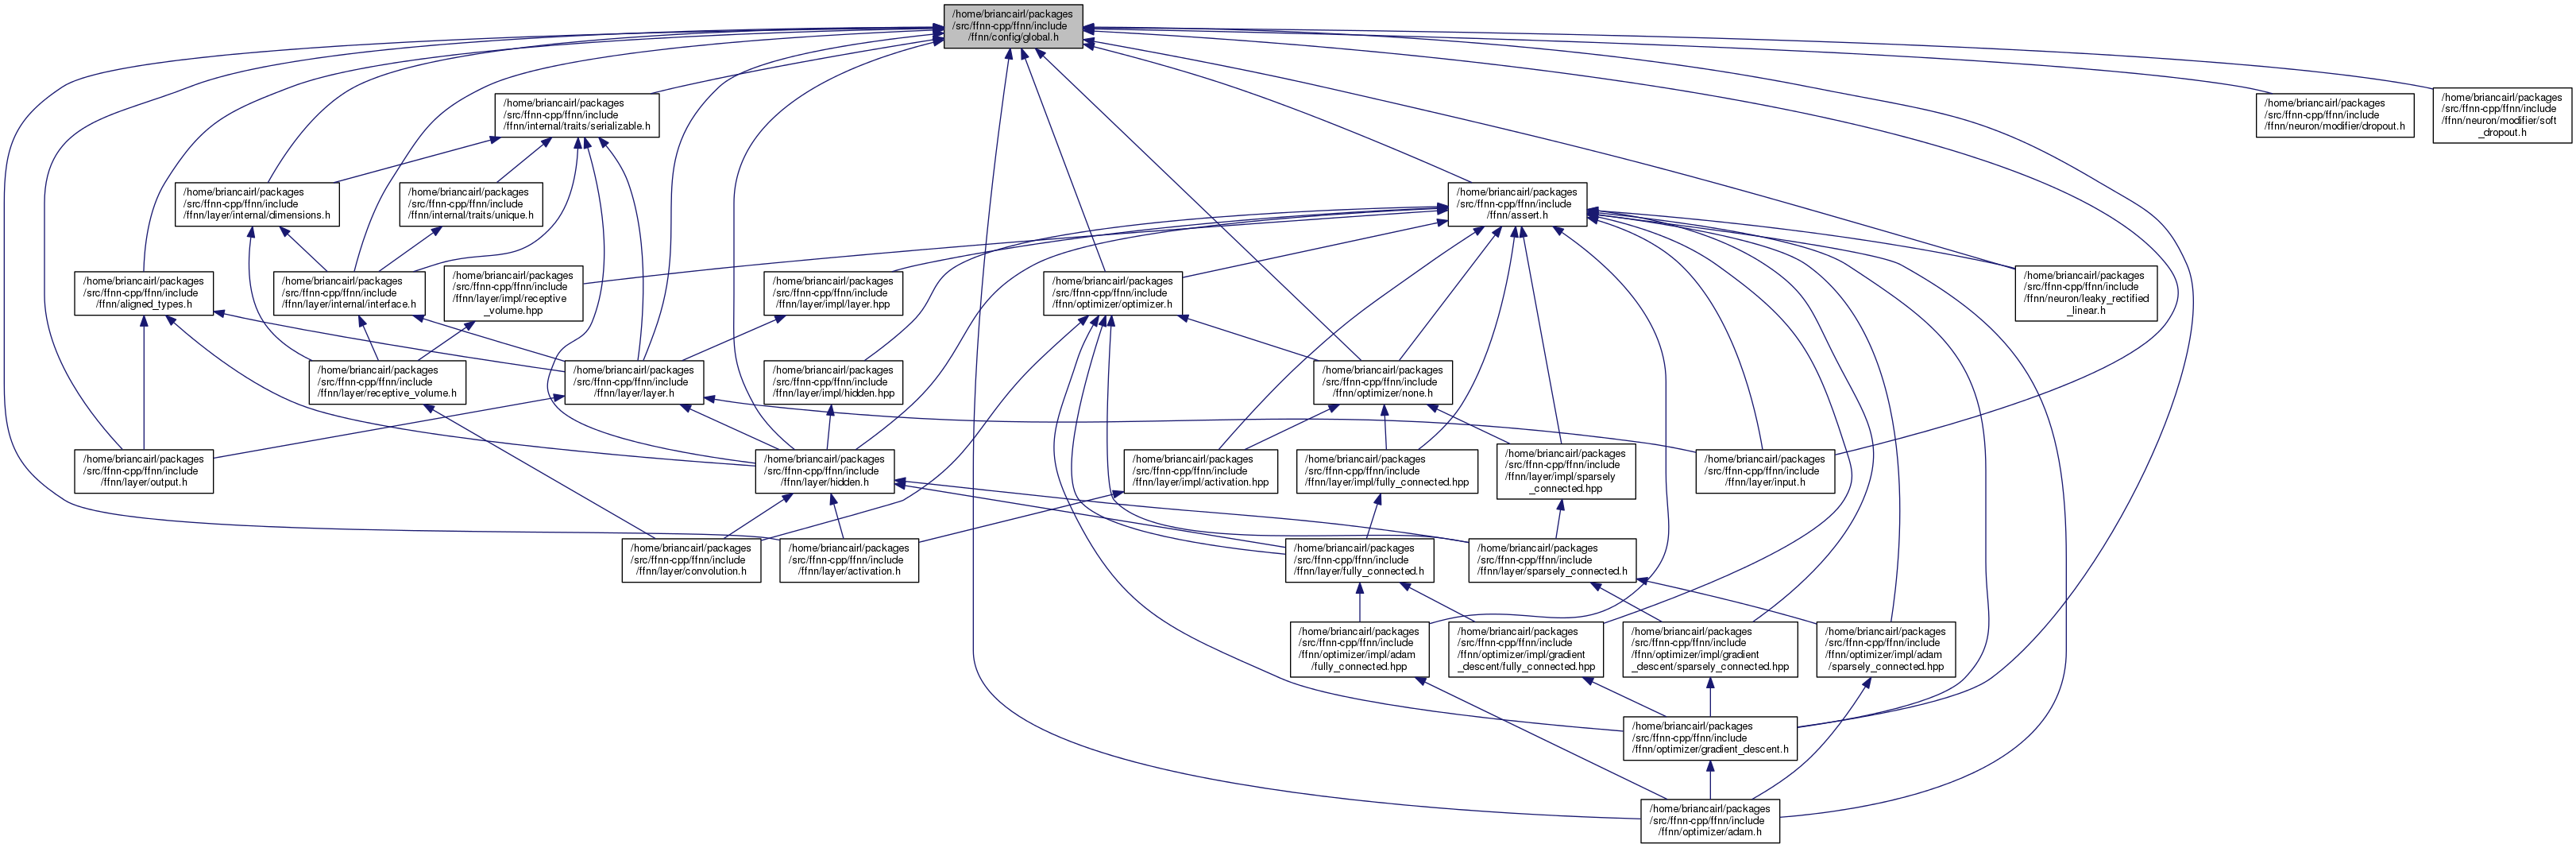 /home/briancairl/packages
/src/ffnn-cpp/ffnn/include
/ffnn/config/global.h
/home/briancairl/packages
/src/ffnn-cpp/ffnn/include
/ffnn/internal/traits/serializable.h
/home/briancairl/packages
/src/ffnn-cpp/ffnn/include
/ffnn/neuron/modifier/dropout.h
/home/briancairl/packages
/src/ffnn-cpp/ffnn/include
/ffnn/neuron/modifier/soft
_dropout.h
/home/briancairl/packages
/src/ffnn-cpp/ffnn/include
/ffnn/layer/internal/dimensions.h
/home/briancairl/packages
/src/ffnn-cpp/ffnn/include
/ffnn/internal/traits/unique.h
/home/briancairl/packages
/src/ffnn-cpp/ffnn/include
/ffnn/assert.h
/home/briancairl/packages
/src/ffnn-cpp/ffnn/include
/ffnn/aligned_types.h
/home/briancairl/packages
/src/ffnn-cpp/ffnn/include
/ffnn/layer/internal/interface.h
/home/briancairl/packages
/src/ffnn-cpp/ffnn/include
/ffnn/layer/impl/receptive
_volume.hpp
/home/briancairl/packages
/src/ffnn-cpp/ffnn/include
/ffnn/layer/impl/layer.hpp
/home/briancairl/packages
/src/ffnn-cpp/ffnn/include
/ffnn/optimizer/optimizer.h
/home/briancairl/packages
/src/ffnn-cpp/ffnn/include
/ffnn/neuron/leaky_rectified
_linear.h
/home/briancairl/packages
/src/ffnn-cpp/ffnn/include
/ffnn/layer/receptive_volume.h
/home/briancairl/packages
/src/ffnn-cpp/ffnn/include
/ffnn/layer/layer.h
/home/briancairl/packages
/src/ffnn-cpp/ffnn/include
/ffnn/layer/impl/hidden.hpp
/home/briancairl/packages
/src/ffnn-cpp/ffnn/include
/ffnn/optimizer/none.h
/home/briancairl/packages
/src/ffnn-cpp/ffnn/include
/ffnn/layer/output.h
/home/briancairl/packages
/src/ffnn-cpp/ffnn/include
/ffnn/layer/hidden.h
/home/briancairl/packages
/src/ffnn-cpp/ffnn/include
/ffnn/layer/impl/activation.hpp
/home/briancairl/packages
/src/ffnn-cpp/ffnn/include
/ffnn/layer/impl/fully_connected.hpp
/home/briancairl/packages
/src/ffnn-cpp/ffnn/include
/ffnn/layer/impl/sparsely
_connected.hpp
/home/briancairl/packages
/src/ffnn-cpp/ffnn/include
/ffnn/layer/input.h
/home/briancairl/packages
/src/ffnn-cpp/ffnn/include
/ffnn/layer/convolution.h
/home/briancairl/packages
/src/ffnn-cpp/ffnn/include
/ffnn/layer/activation.h
/home/briancairl/packages
/src/ffnn-cpp/ffnn/include
/ffnn/layer/fully_connected.h
/home/briancairl/packages
/src/ffnn-cpp/ffnn/include
/ffnn/layer/sparsely_connected.h
/home/briancairl/packages
/src/ffnn-cpp/ffnn/include
/ffnn/optimizer/impl/adam
/fully_connected.hpp
/home/briancairl/packages
/src/ffnn-cpp/ffnn/include
/ffnn/optimizer/impl/gradient
_descent/fully_connected.hpp
/home/briancairl/packages
/src/ffnn-cpp/ffnn/include
/ffnn/optimizer/impl/gradient
_descent/sparsely_connected.hpp
/home/briancairl/packages
/src/ffnn-cpp/ffnn/include
/ffnn/optimizer/impl/adam
/sparsely_connected.hpp
/home/briancairl/packages
/src/ffnn-cpp/ffnn/include
/ffnn/optimizer/gradient_descent.h
/home/briancairl/packages
/src/ffnn-cpp/ffnn/include
/ffnn/optimizer/adam.h